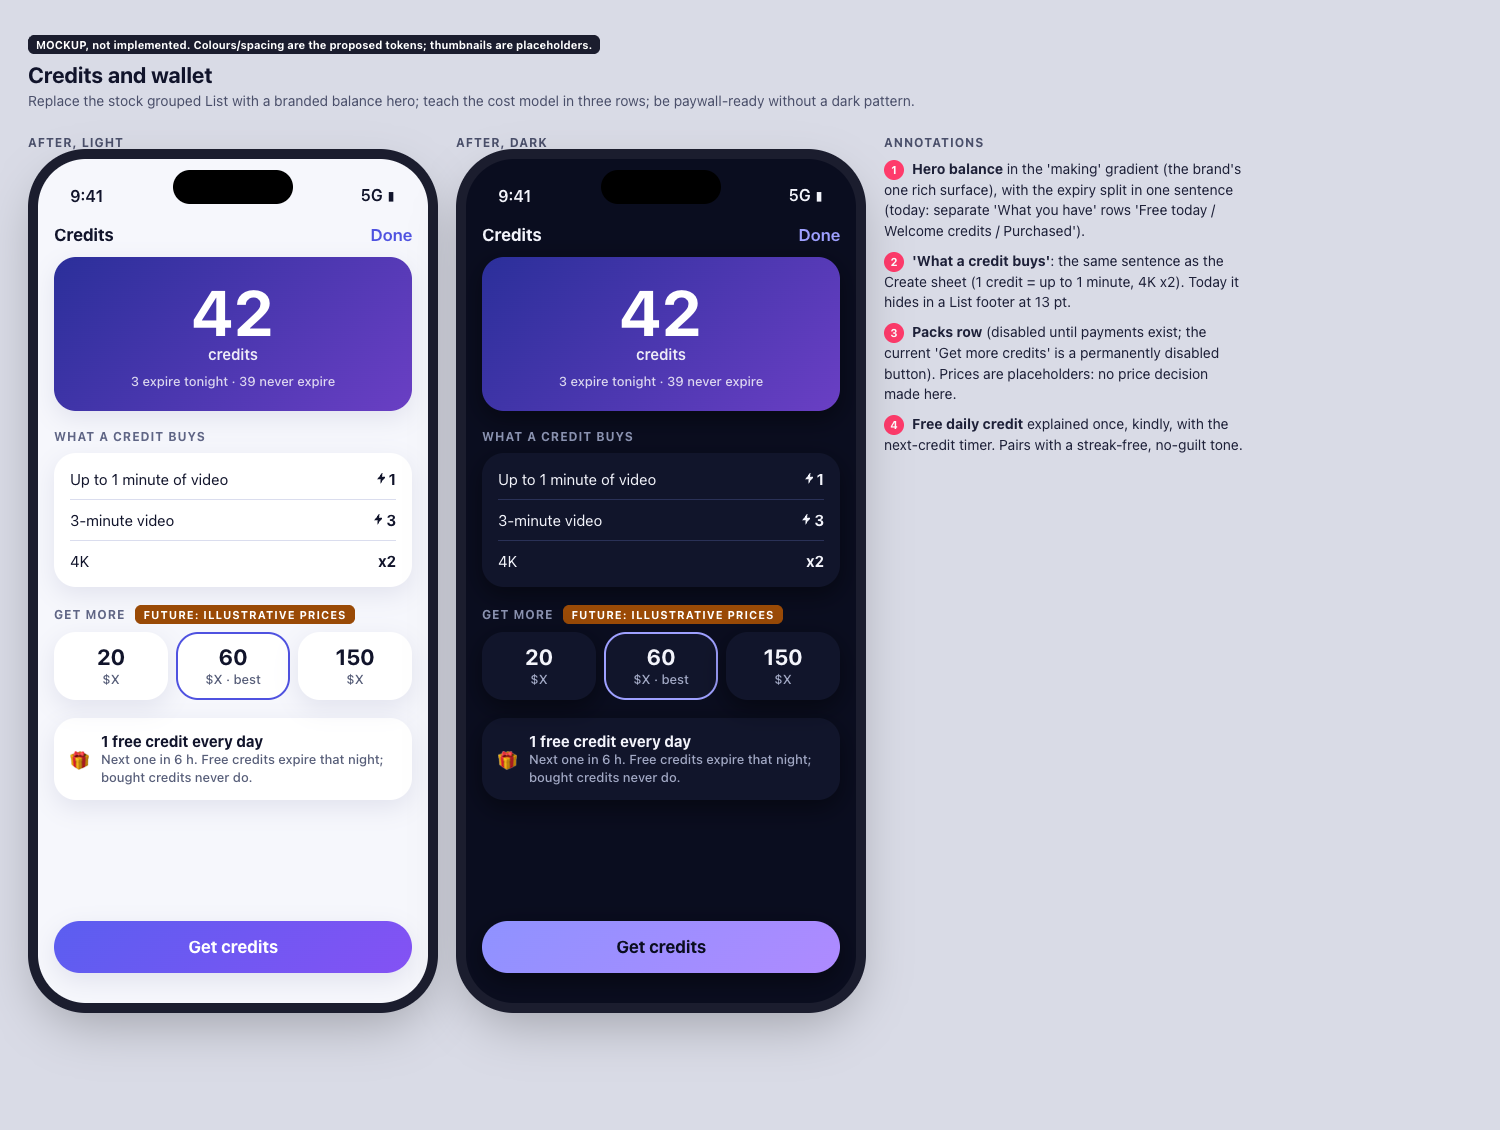 MOCKUP, not implemented. Colours/spacing are the proposed tokens; thumbnails are placeholders.
Credits and wallet
Replace the stock grouped List with a branded balance hero; teach the cost model in three rows; be paywall-ready without a dark pattern.
AFTER, LIGHT
9:41
5G
Credits
Done
42
credits
3 expire tonight · 39 never expire
WHAT A CREDIT BUYS
Up to 1 minute of video
1
3-minute video
3
4K
x2
GET MORE
FUTURE: ILLUSTRATIVE PRICES
20
$X
60
$X · best
150
$X
1 free credit every day
Next one in 6 h. Free credits expire that night;
bought credits never do.
Get credits
AFTER, DARK
9:41
5G
Credits
Done
42
credits
3 expire tonight · 39 never expire
WHAT A CREDIT BUYS
Up to 1 minute of video
1
3-minute video
3
4K
x2
GET MORE
FUTURE: ILLUSTRATIVE PRICES
20
$X
60
$X · best
150
$X
1 free credit every day
Next one in 6 h. Free credits expire that night;
bought credits never do.
Get credits
ANNOTATIONS
1 Hero balance in the 'making' gradient (the brand's
one rich surface), with the expiry split in one sentence
(today: separate 'What you have' rows 'Free today /
Welcome credits / Purchased').
2 'What a credit buys': the same sentence as the
Create sheet (1 credit = up to 1 minute, 4K x2). Today it
hides in a List footer at 13 pt.
3 Packs row (disabled until payments exist; the
current 'Get more credits' is a permanently disabled
button). Prices are placeholders: no price decision
made here.
4 Free daily credit explained once, kindly, with the
next-credit timer. Pairs with a streak-free, no-guilt tone.